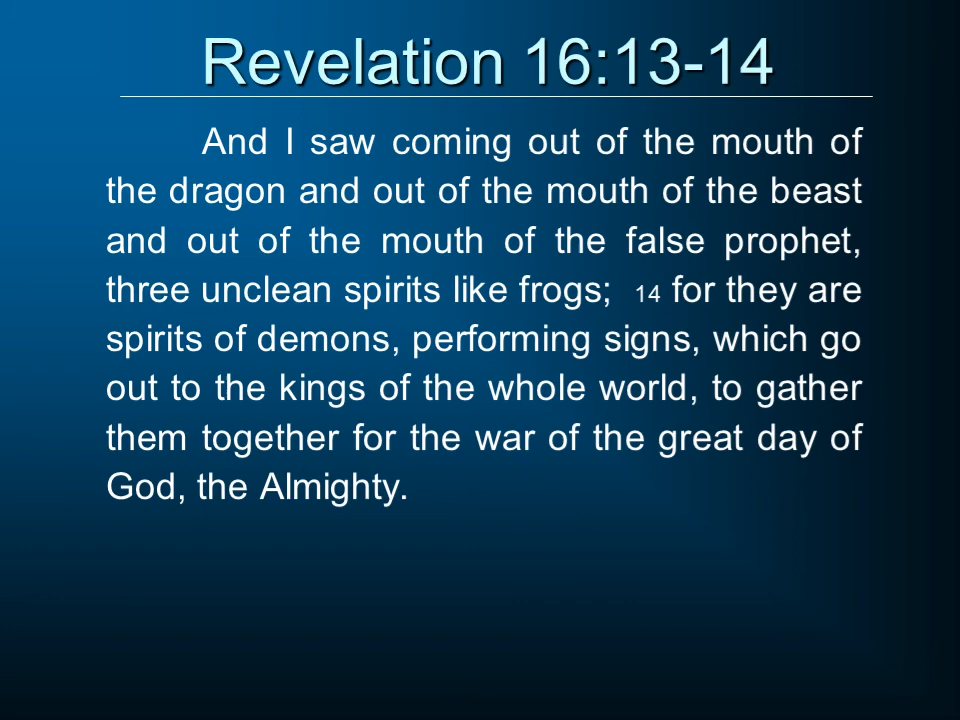 Revelation 16:13-14
And I saw coming out of the mouth of
the dragon and out of the mouth of the beast
and out of the mouth of the false prophet,
three unclean spirits like frogs; 14 for they are
spirits of demons, performing signs, which go
out to the kings of the whole world, to gather
them together for the war of the great day of
God, the Almighty.